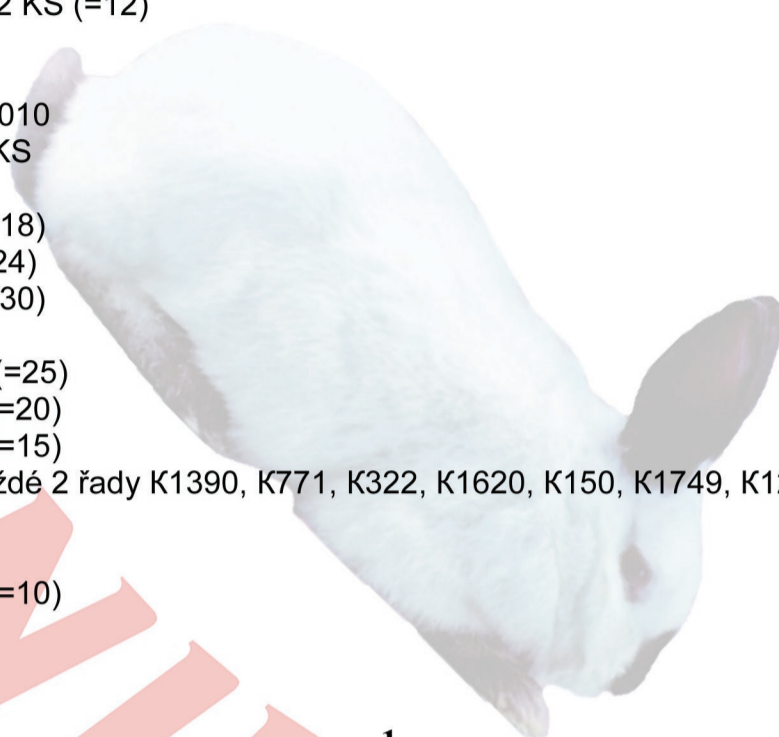 2 KS (=12)
010
KS
18)
24)
30)
(=25)
=20)
=15)
ždé 2 řady K1390, K771, K322, K1620, K150, K1749, K1
=10)